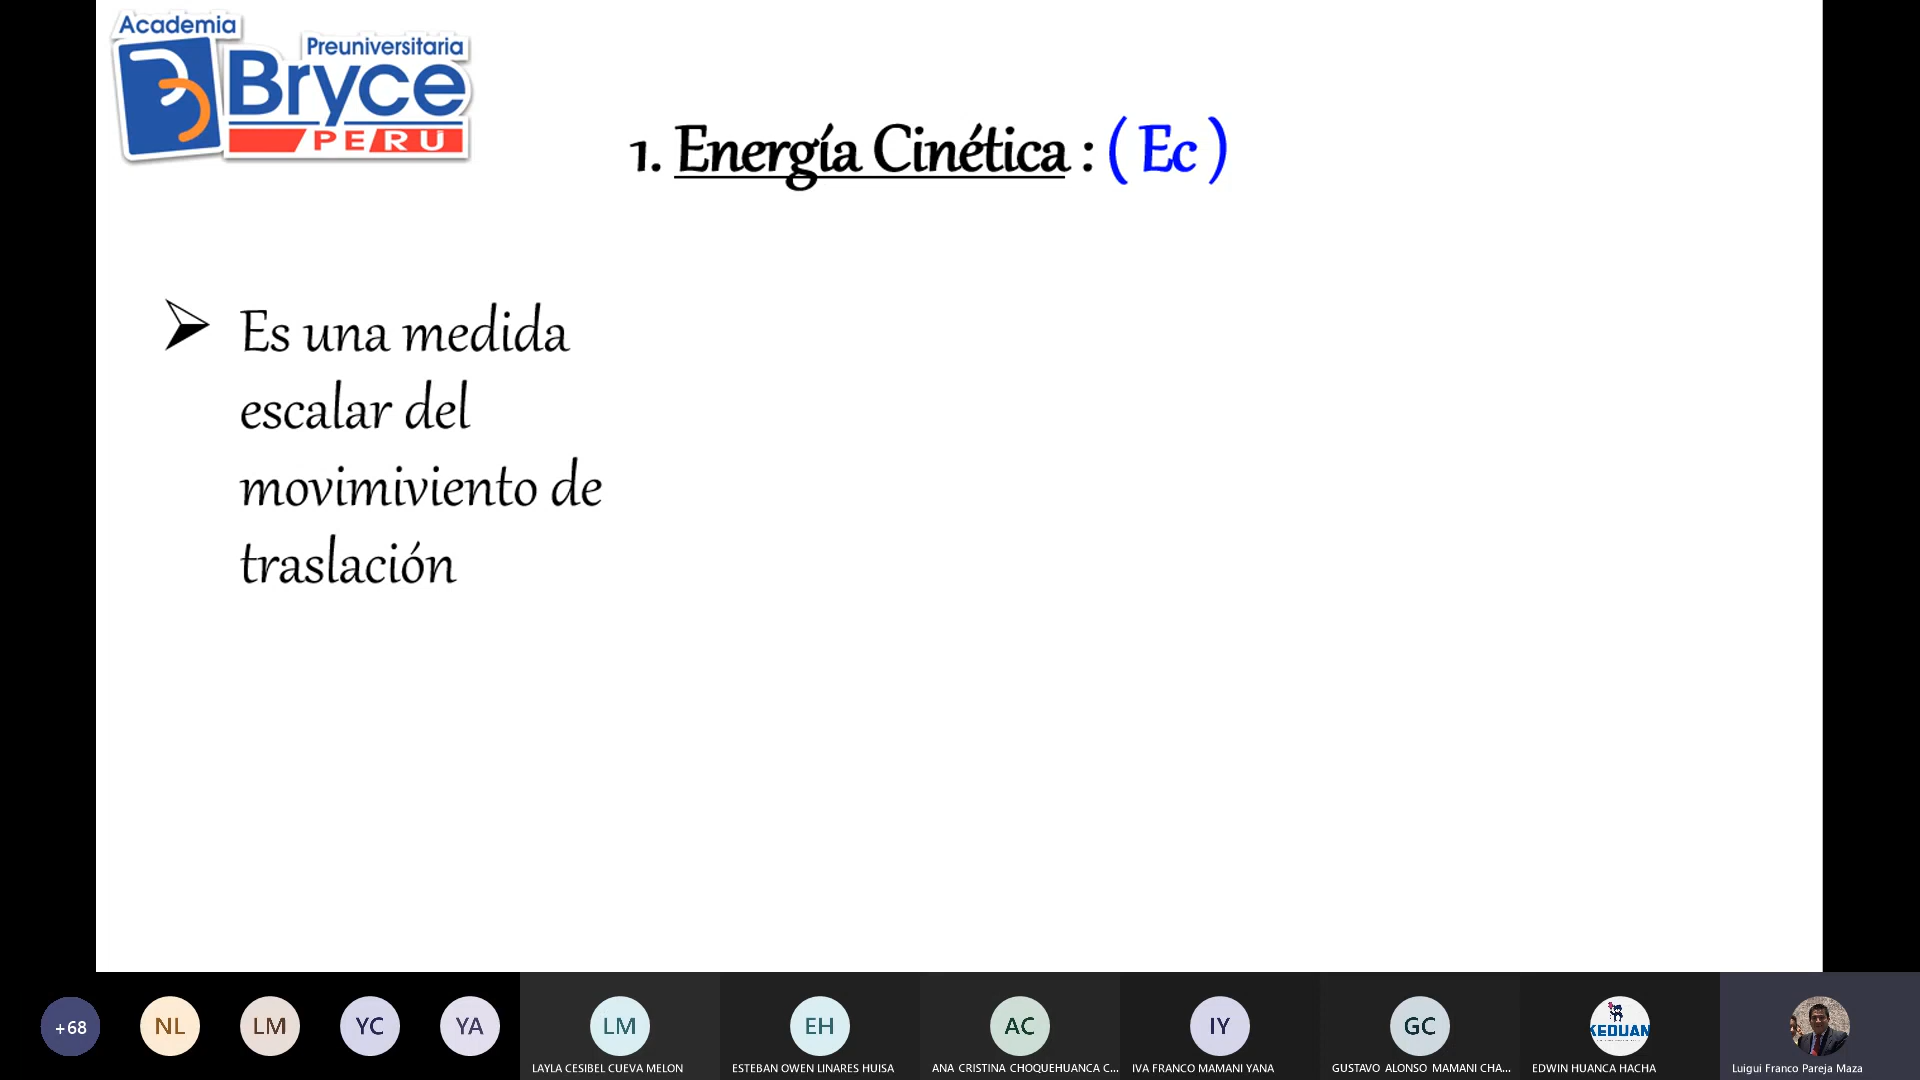 Academia
Preuniversitaria
Bryce
PERÚ
1. Energía Cinética : ( Ec )
Es una medida
escalar del
movimiviento de
traslación
+68
NL
LM
YC
YA
LM
EH
AC
IY
GC
KEDUAN
LAYLA CESIBEL CUEVA MELON
ESTEBAN OWEN LINARES HUISA
ANA CRISTINA CHOQUEHUANCA C...
IVA FRANCO MAMANI YANA
GUSTAVO ALONSO MAMANI CHA...
EDWIN HUANCA HACHA
Luigui Franco Pareja Maza